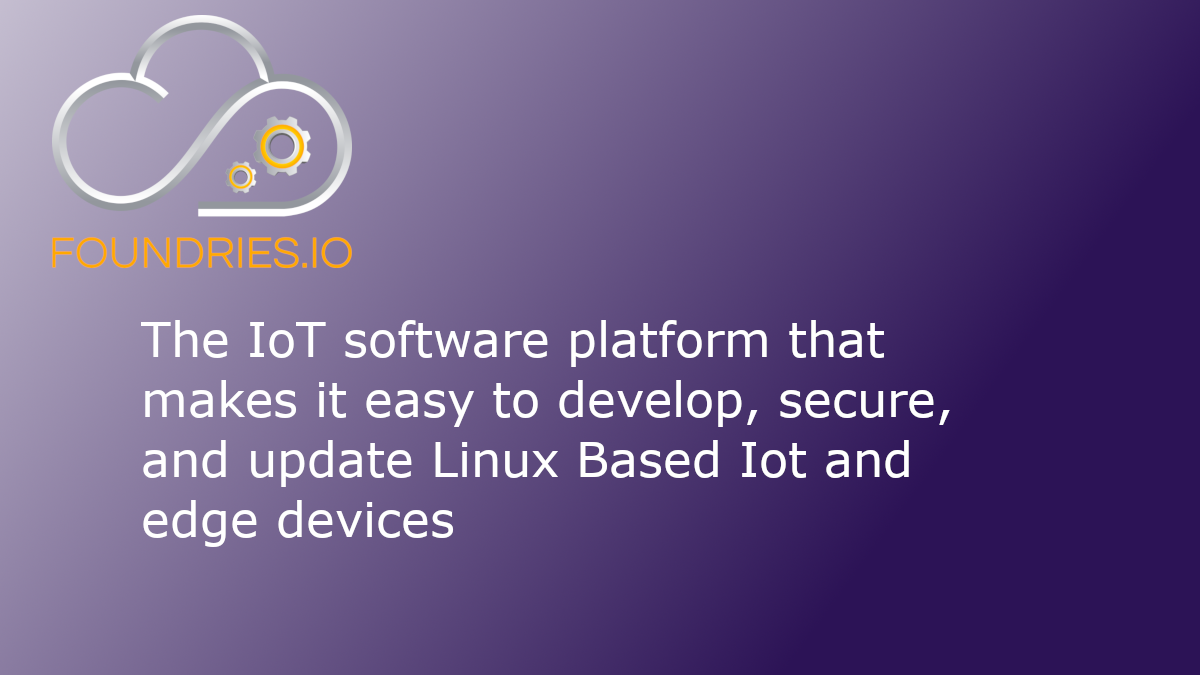 FOUNDRIES.IO
The IoT software platform that
makes it easy to develop, secure,
and update Linux Based Iot and
edge devices